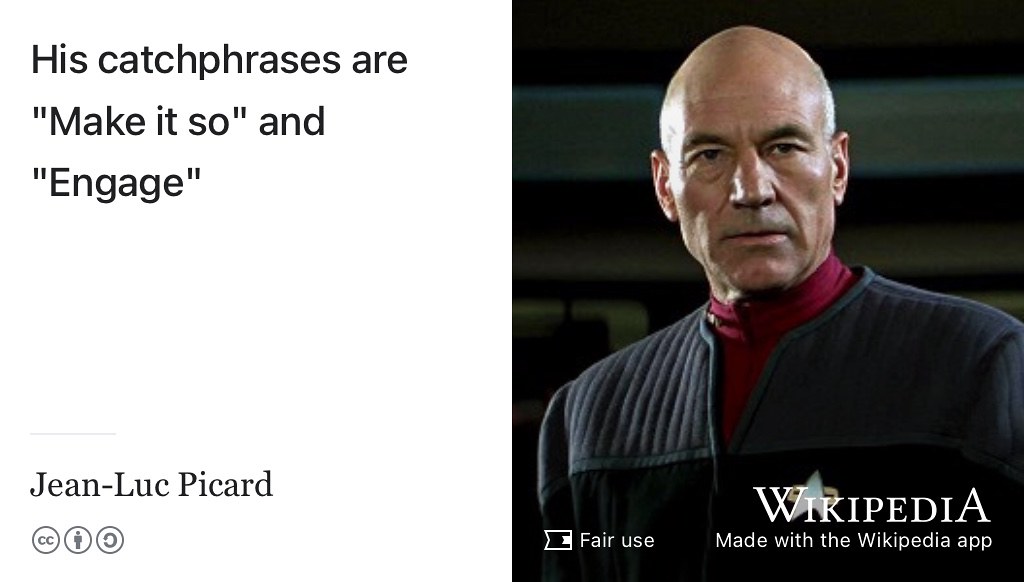 His catchphrases are
"Make it so" and
"Engage"
Jean-Luc Picard
cc
Fair use
WIKIPEDIA
Made with the Wikipedia app